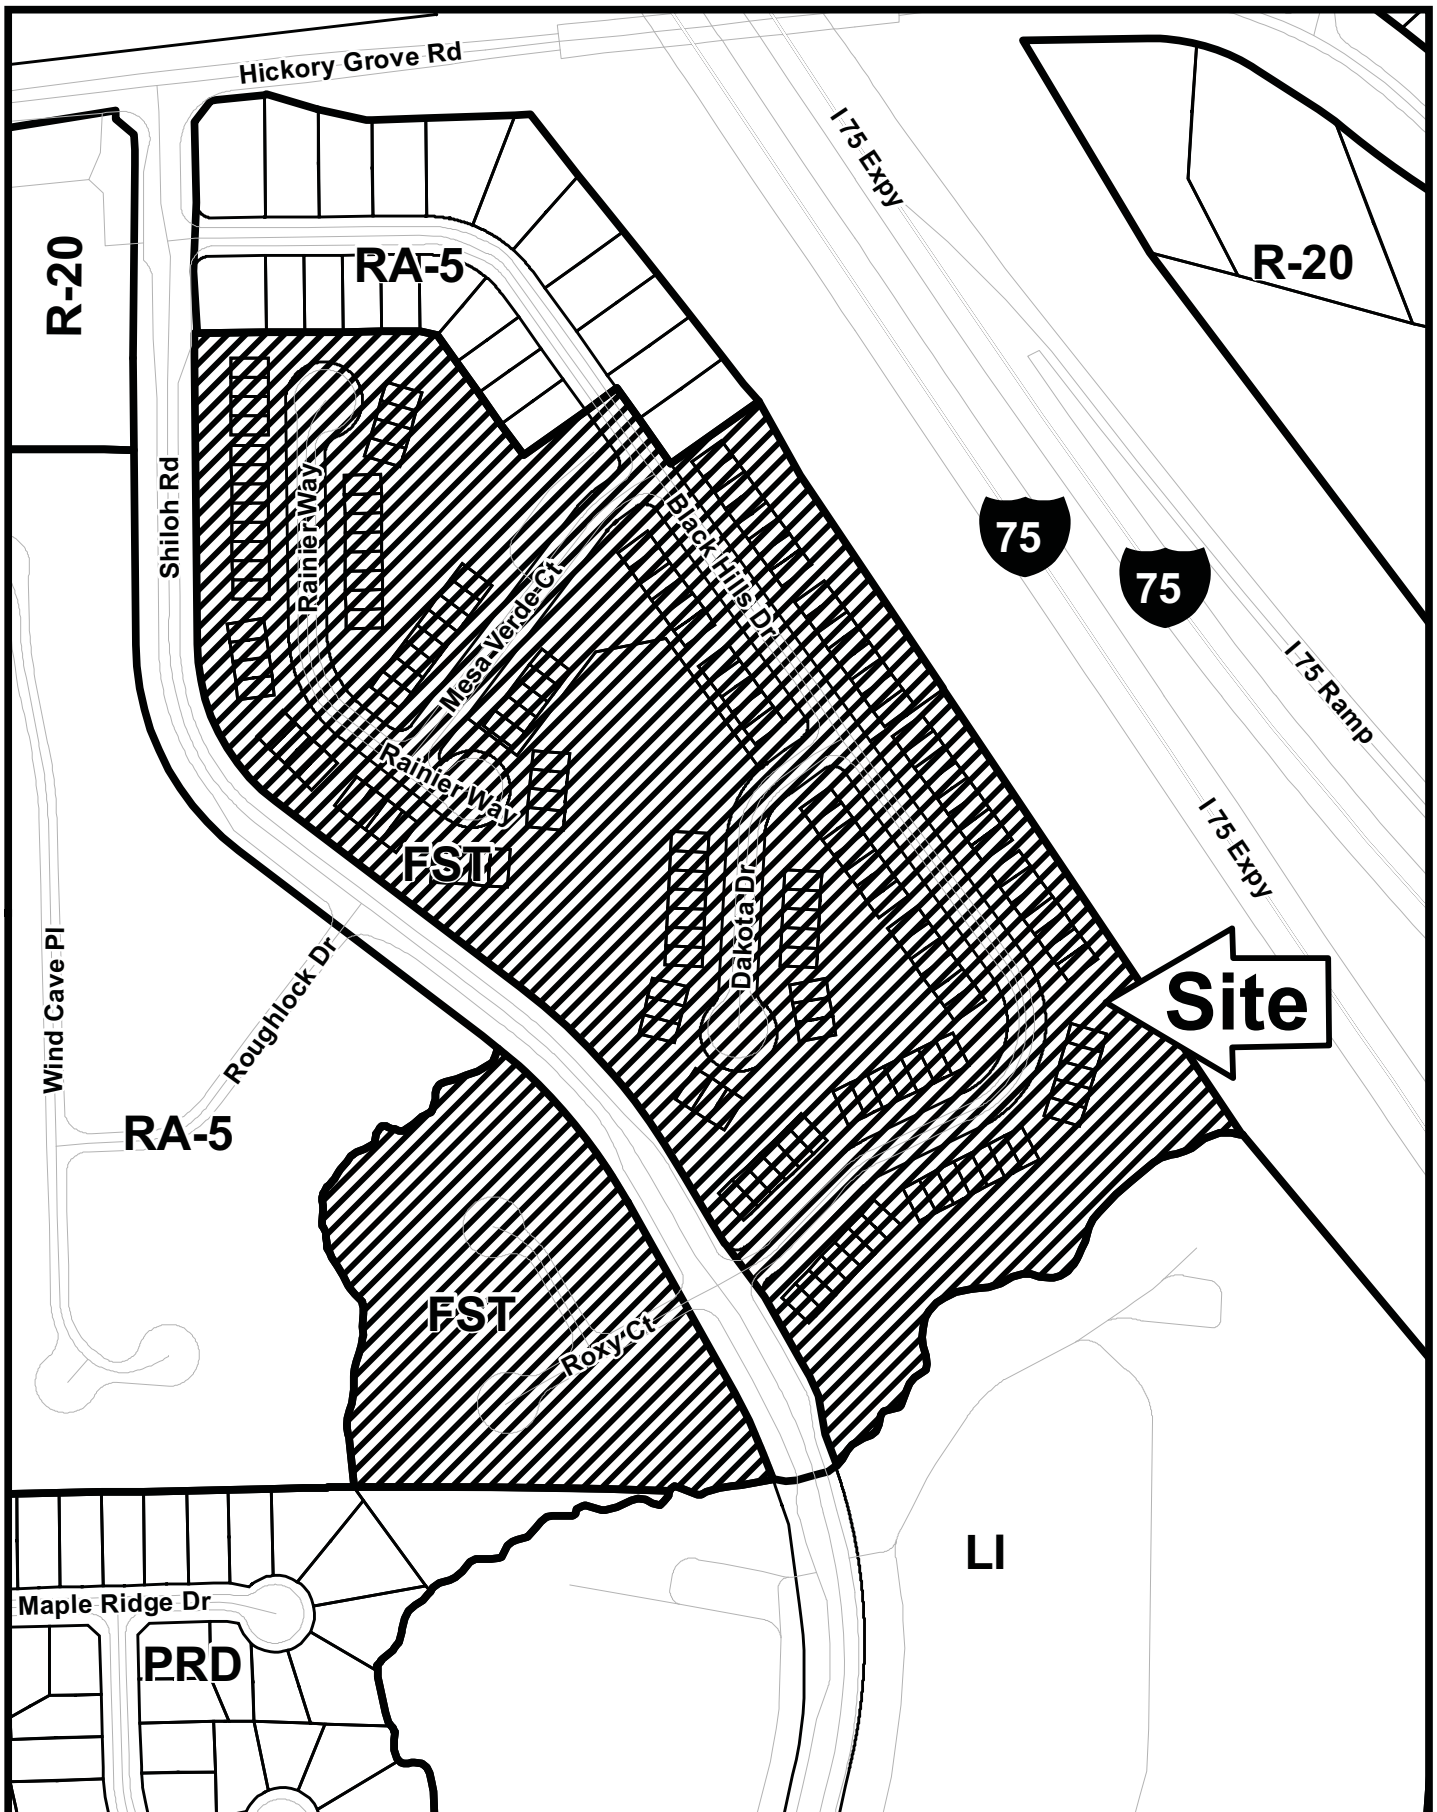 Hickory Grove Rd
I 75 Expy
RA-5
R-20
R-20
Shiloh Rd
Rainier Way
Black Hills Dr
75
75
Mesa Verde Ct
I 75 Ramp
Rainier Way
FST
I 75 Expy
Dakota Dr
Wind Cave Pl
Roughlock Dr
Site
RA-5
FST
Roxy Ct
LI
Maple Ridge Dr
PRD